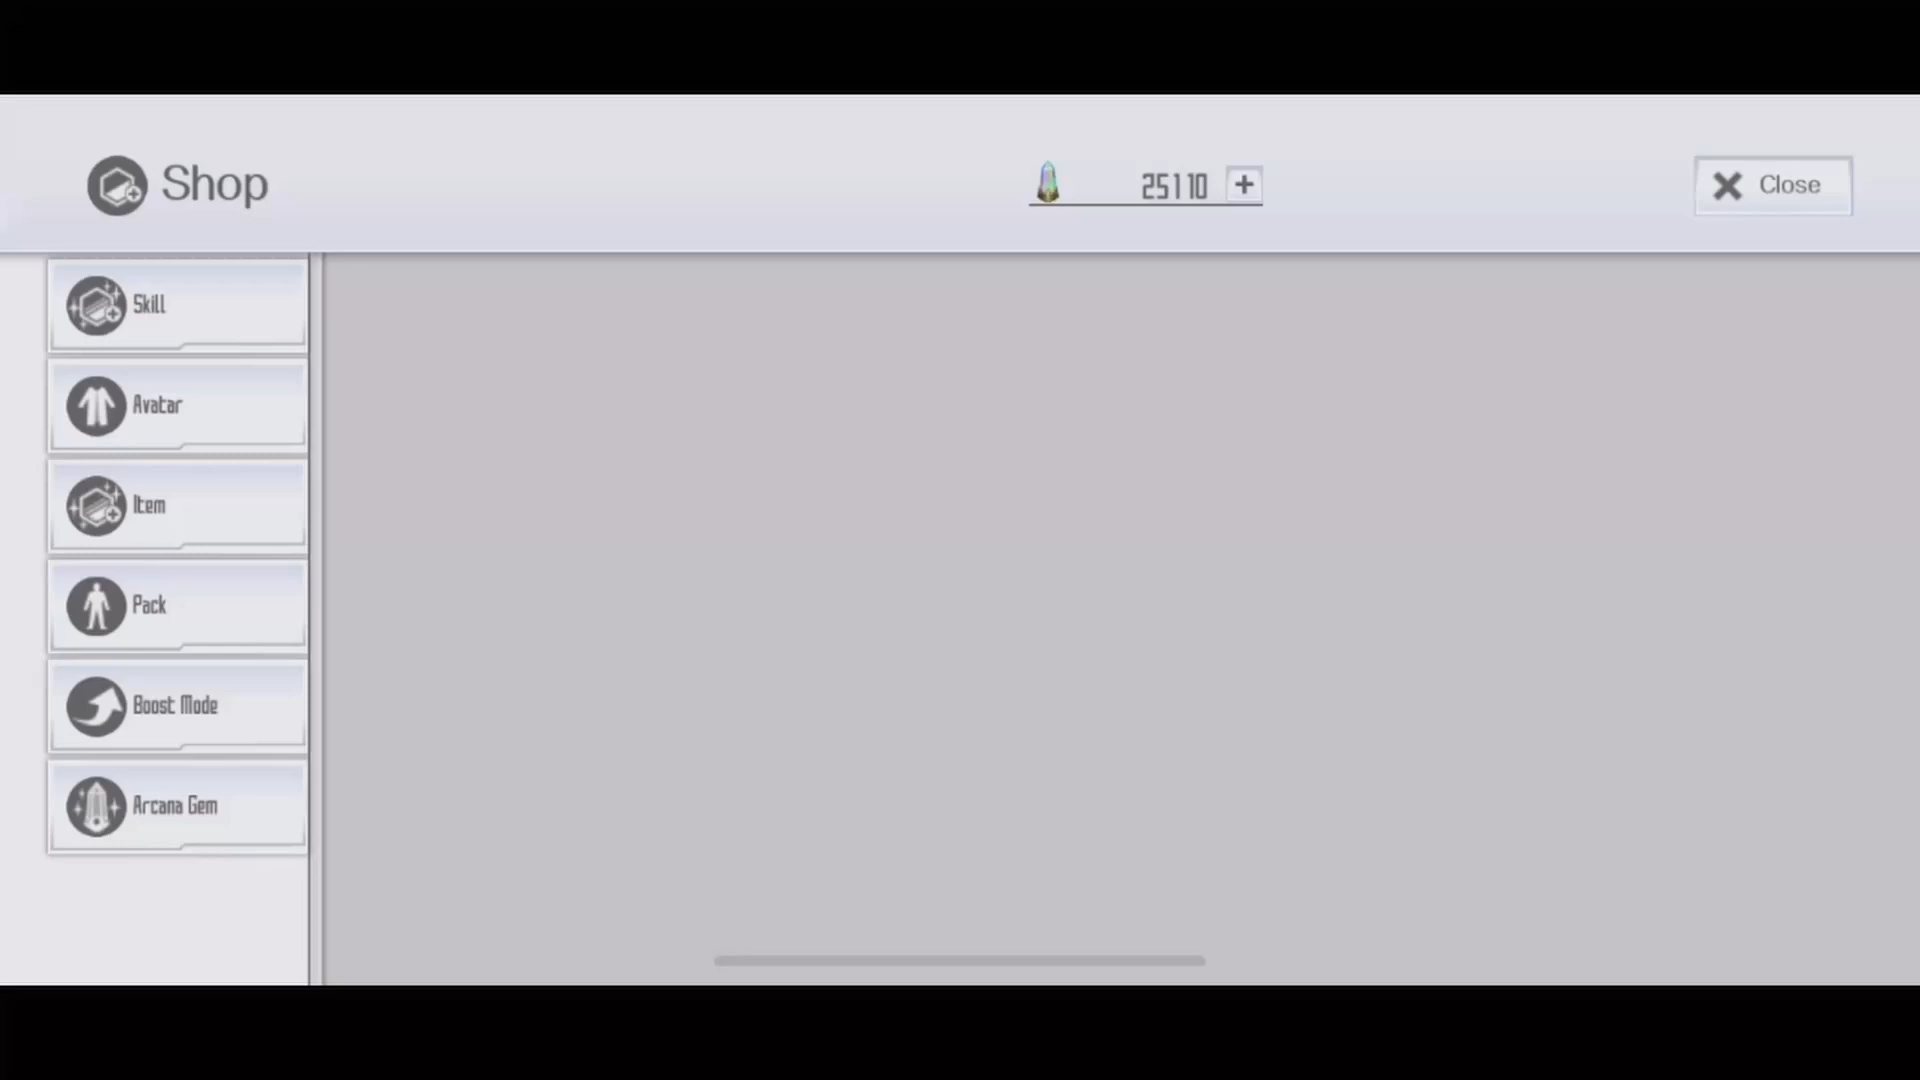 Shop
25110
Close
Skill
Avatar
Item
Pack
Boost Mode
Arcana Gem